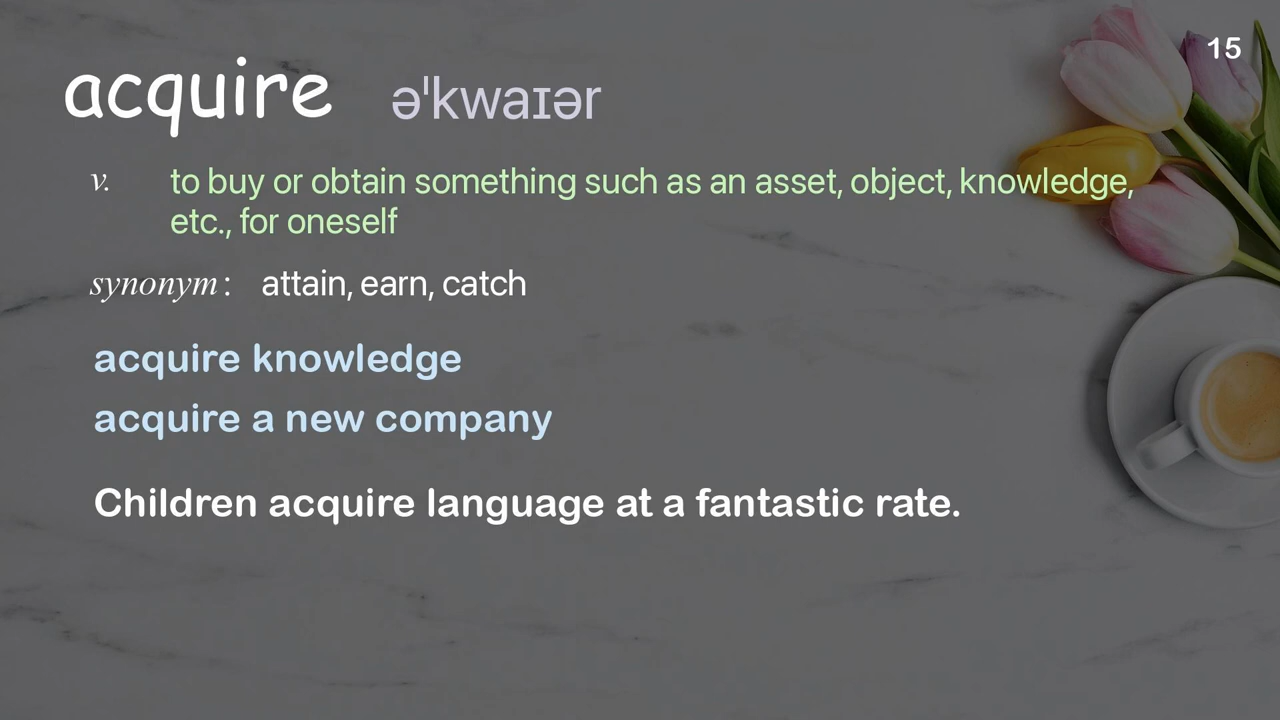 15
acquire əˈkwaɪər
v. to buy or obtain something such as an asset, object, knowledge,
etc., for oneself
synonym: attain, earn, catch
acquire knowledge
acquire a new company
Children acquire language at a fantastic rate.